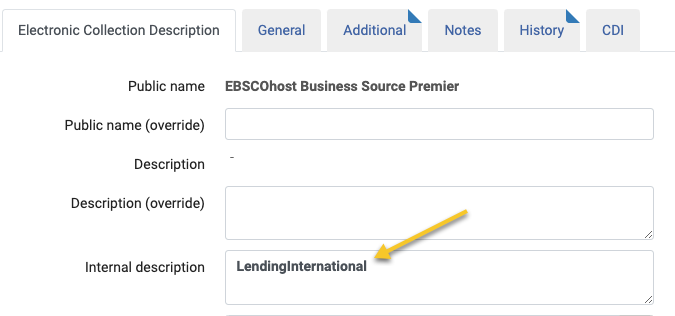 Electronic Collection Description General Additional Notes History CDI
Public name EBSCOhost Business Source Premier
Public name (override)
Description -
Description (override)
Internal description LendingInternational